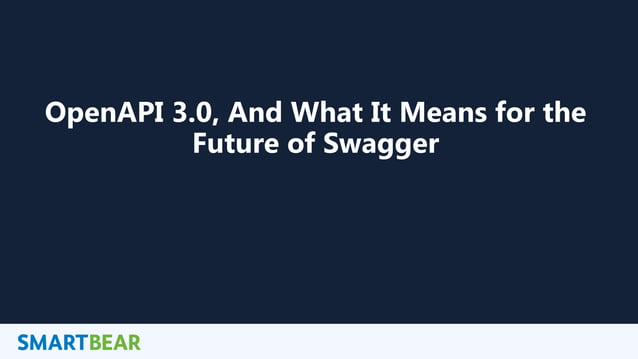 OpenAPI 3.0, And What It Means for the
Future of Swagger
SMARTBEAR